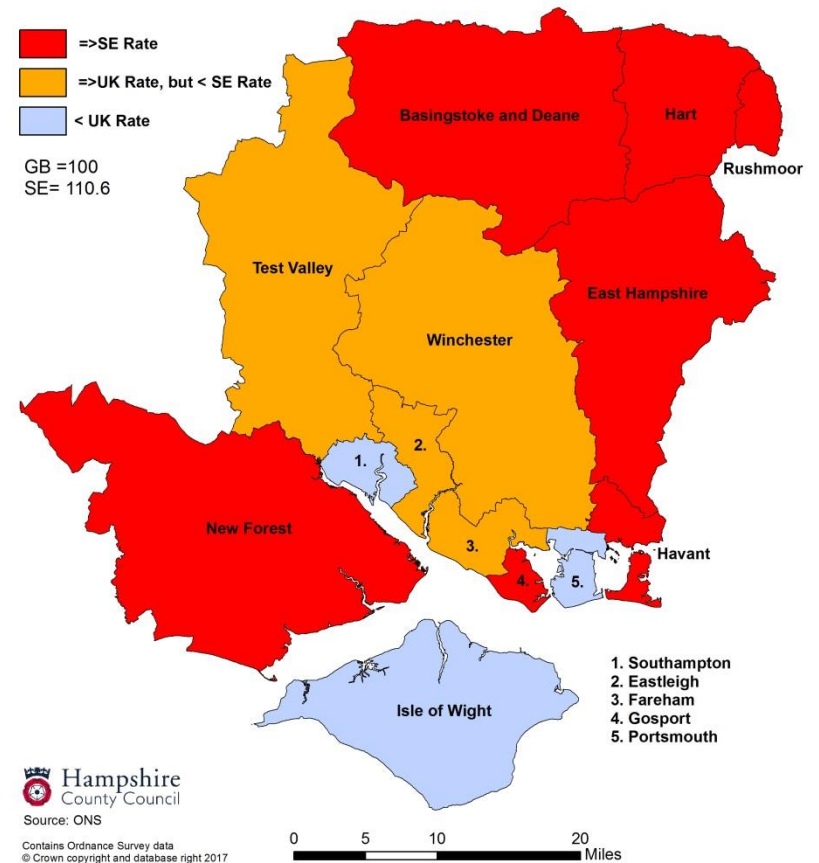 =>SE Rate
=>UK Rate, but < SE Rate
< UK Rate
GB =100
SE= 110.6
Basingstoke and Deane
Hart
Rushmoor
Test Valley
East Hampshire
Winchester
2.
1.
New Forest
3.
Havant
4.
5.
Isle of Wight
1. Southampton
2. Eastleigh
3. Fareham
4. Gosport
5. Portsmouth
Hampshire
County Council
Source: ONS
Contains Ordnance Survey data
© Crown copyright and database right 2017
0 5 10 20
Miles